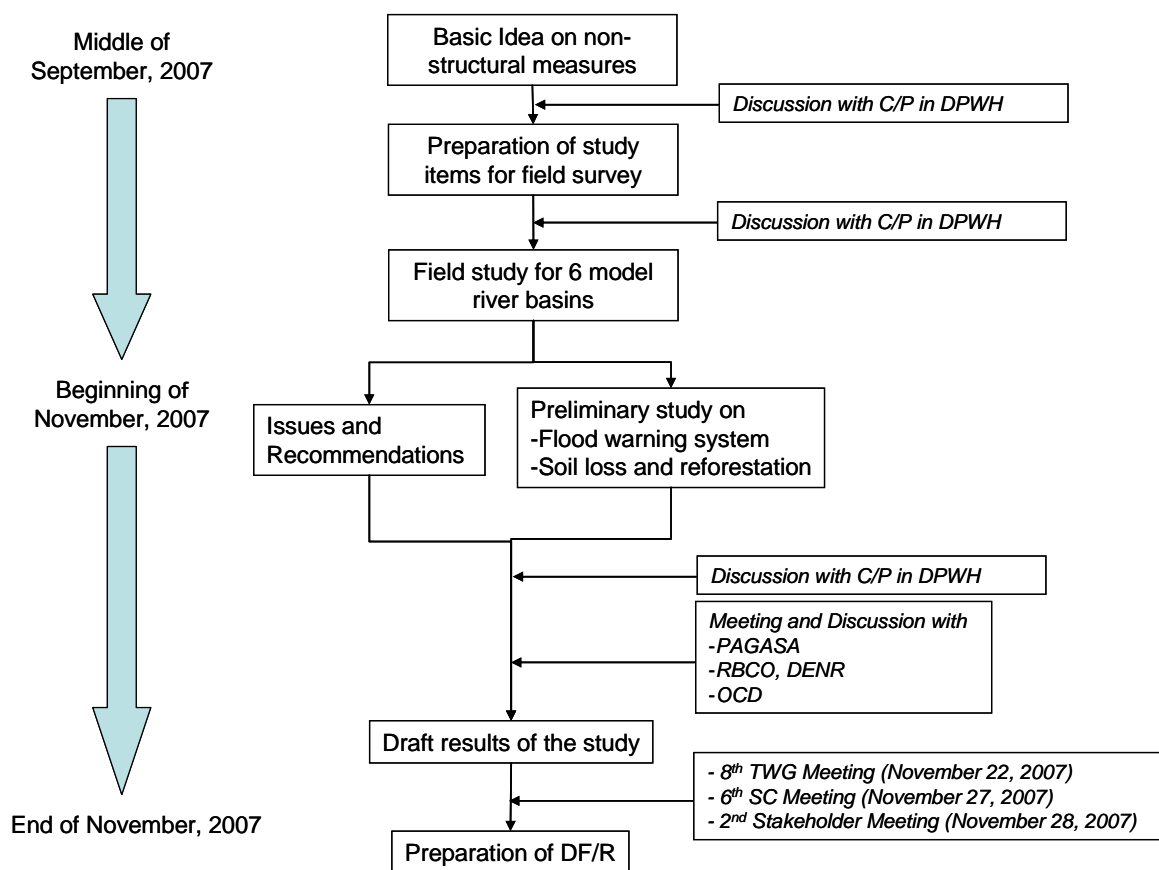 Middle of
September, 2007
Basic Idea on non-
structural measures
Discussion with C/P in DPWH
Preparation of study
items for field survey
Discussion with C/P in DPWH
Field study for 6 model
river basins
Beginning of
November, 2007
Issues and
Recommendations
Preliminary study on
-Flood warning system
-Soil loss and reforestation
Discussion with C/P in DPWH
Meeting and Discussion with
-PAGASA
-RBCO, DENR
-OCD
Draft results of the study
- 8th TWG Meeting (November 22, 2007)
- 6th SC Meeting (November 27, 2007)
- 2nd Stakeholder Meeting (November 28, 2007)
End of November, 2007
Preparation of DF/R